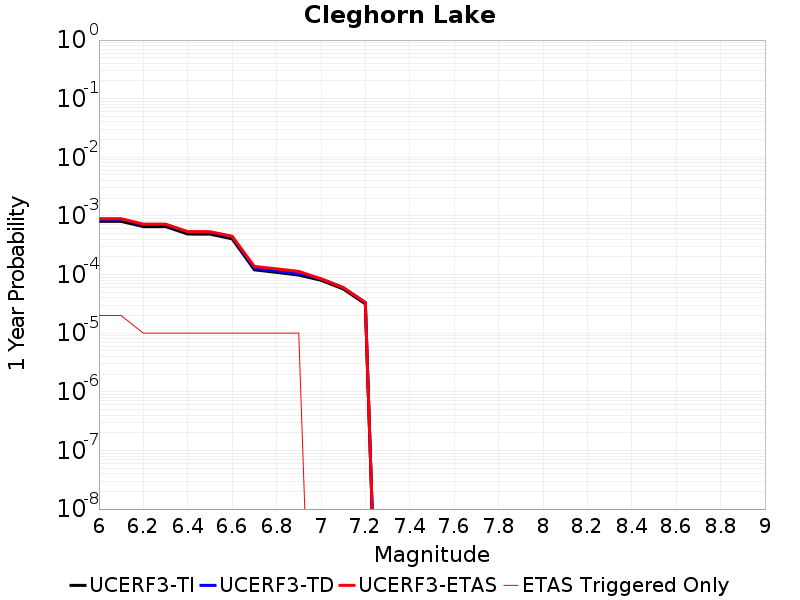 Cleghorn Lake
10^0
10^-1
10^-2
10^-3
10^-4
10^-5
10^-6
10^-7
10^-8
1 Year Probability
6 6.2 6.4 6.6 6.8 7 7.2 7.4 7.6 7.8 8 8.2 8.4 8.6 8.8 9
Magnitude
UCERF3-TI UCERF3-TD UCERF3-ETAS ETAS Triggered Only